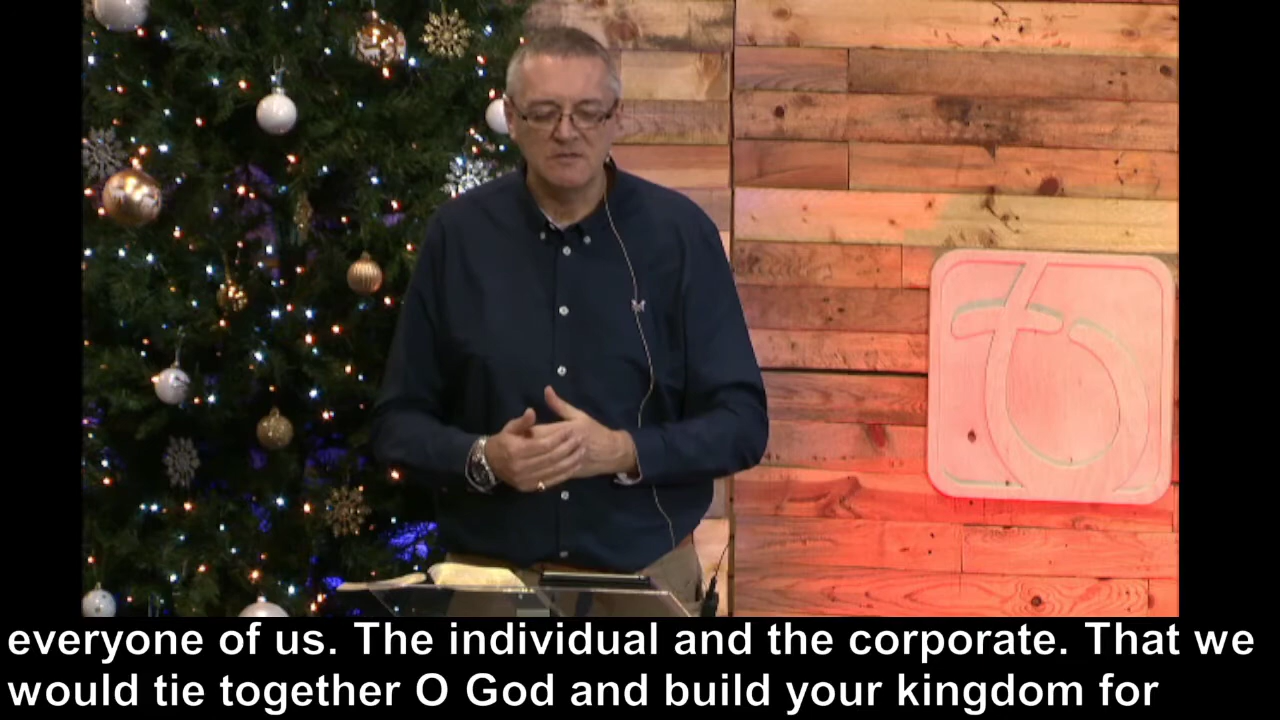 everyone of us. The individual and the corporate. That we
would tie together O God and build your kingdom for